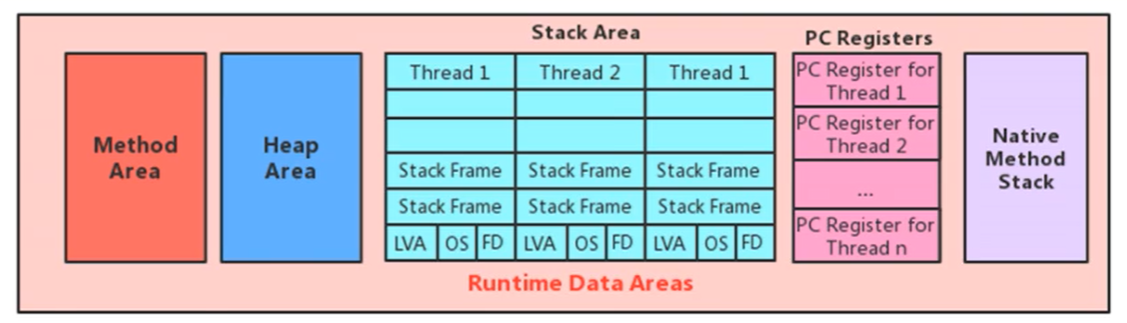 Stack Area
PC Registers
Method
Area
Heap
Area
Thread 1
Thread 2
Thread 1
Stack Frame
Stack Frame
Stack Frame
Stack Frame
Stack Frame
Stack Frame
LVA
OS
FD
LVA
OS
FD
LVA
OS
FD
PC Register for
Thread 1
PC Register for
Thread 2
...
PC Register for
Thread n
Native
Method
Stack
Runtime Data Areas